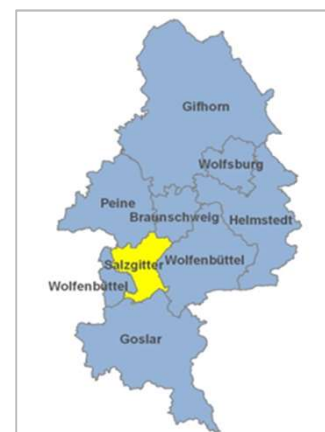 Gifhorn
Wolfsburg
Peine
Braunschweig
Helmstedt
Salzgitter
Wolfenbüttel
Wolfenbüttel
Goslar